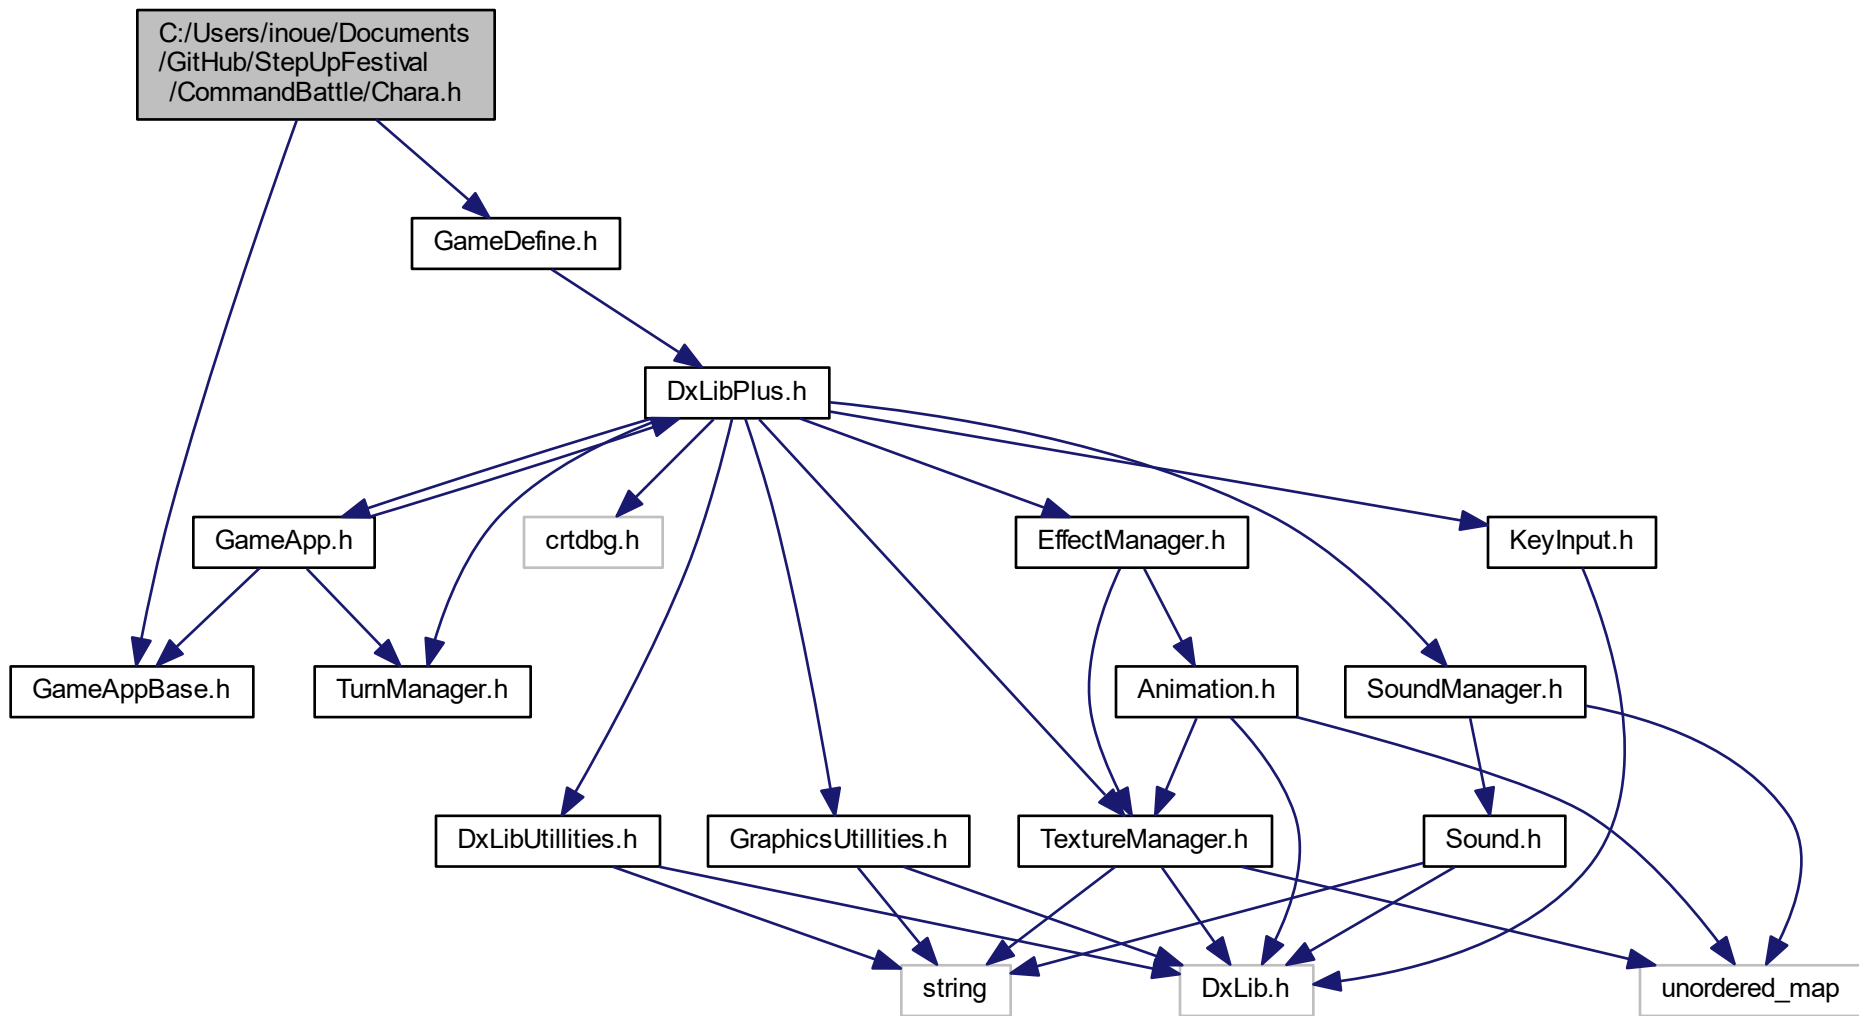 C:/Users/inoue/Documents
/GitHub/StepUpFestival
/CommandBattle/Chara.h
GameDefine.h
DxLibPlus.h
GameApp.h
crtdbg.h
EffectManager.h
KeyInput.h
GameAppBase.h
TurnManager.h
Animation.h
SoundManager.h
DxLibUtillities.h
GraphicsUtillities.h
TextureManager.h
Sound.h
string
DxLib.h
unordered_map